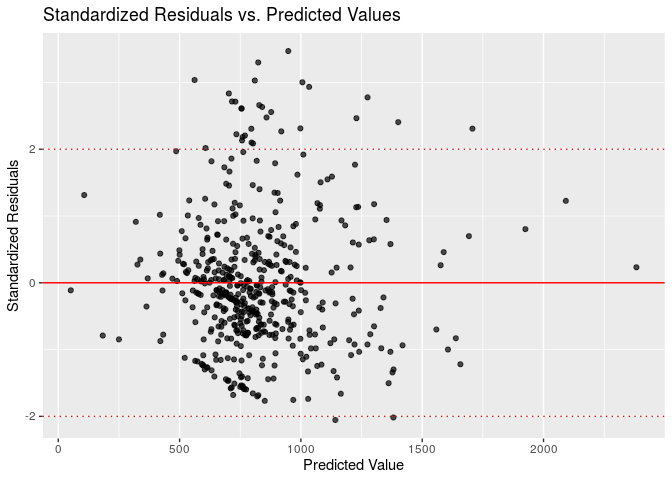 Standardized Residuals vs. Predicted Values
Standardized Residuals
2
0
-2
0
500
1000
1500
2000
Predicted Value